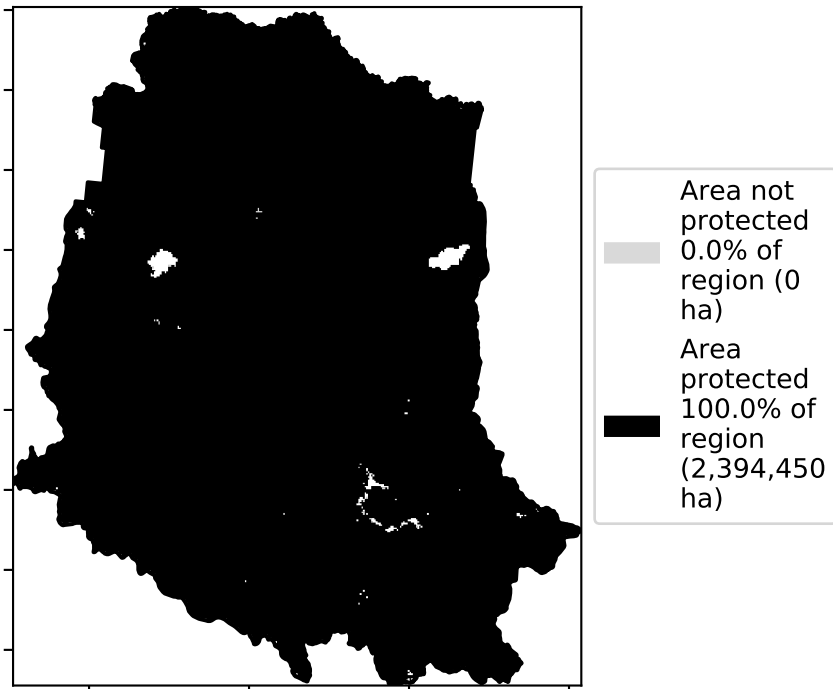 Area not
protected
0.0% of
region (0
ha)
Area
protected
100.0% of
region
(2,394,450
ha)